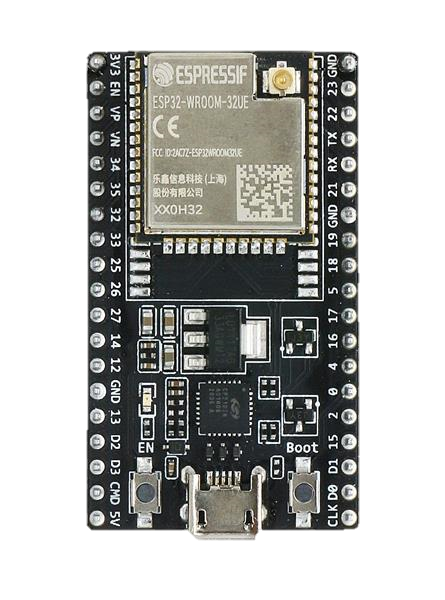 ESPRESSIF
ESP32-WROOM-32UE
CE
FCC ID:2AC7Z-ESP32WROOM32UE
乐鑫信息科技(上海)
股份有限公司
XX0H32
3V3
EN
VP
VN
34
35
32
33
25
26
27
14
12
GND
13
D2
D3
CMD
5V
GND
23
22
TX
RX
21
GND
19
18
5
17
16
4
0
2
15
D1
D0
CLK
EN
Boot